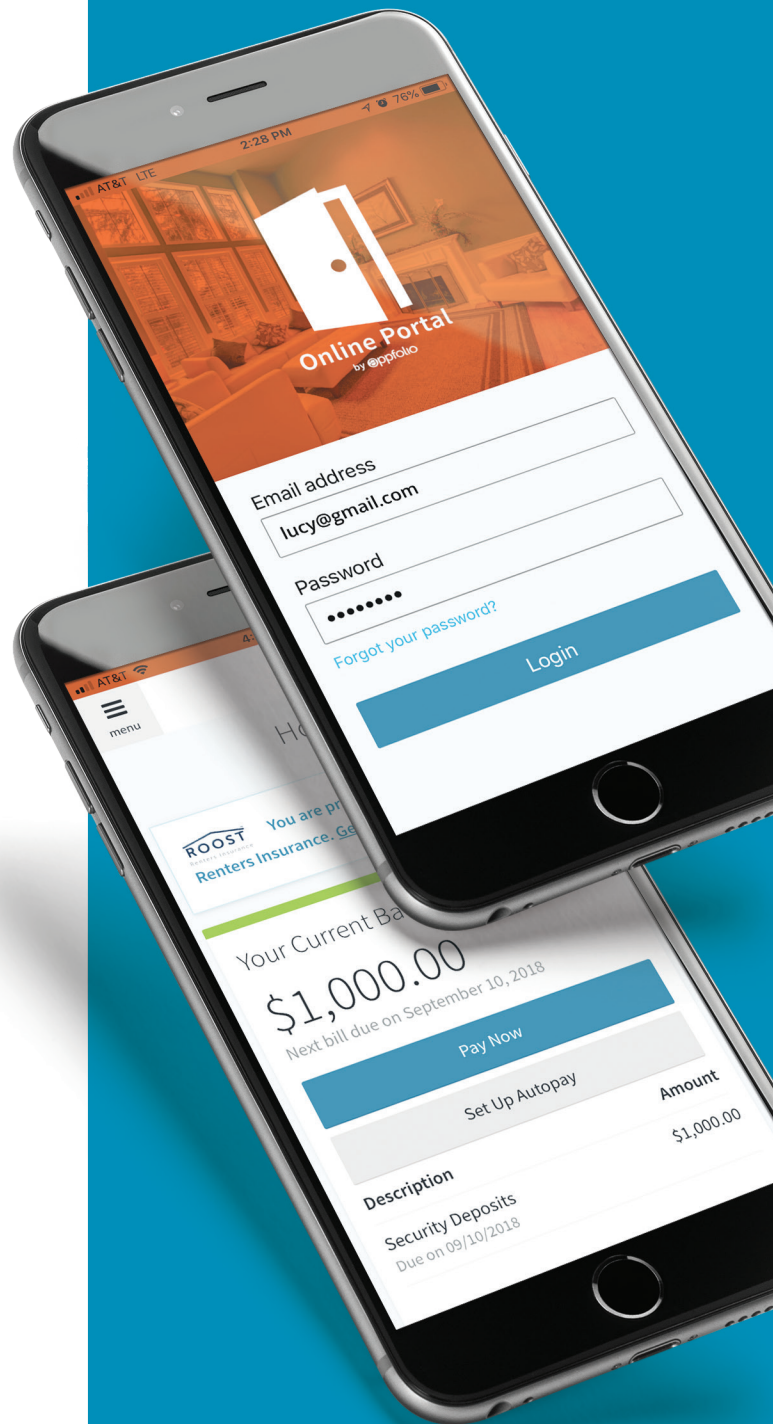 AT&T LTE
2:28 PM
76%
Online Portal
by appfolio
Email address
lucy@gmail.com
Password
••••••••
Forgot your password?
Login
AT&T
menu
ROOST
Renters Insurance
You are
Renters Insurance.
Your Current
$1,000.00
Next bill due on September 10, 2018
Pay Now
Set Up Autopay
Description Amount
Security Deposits $1,000.00
Due on 09/10/2018